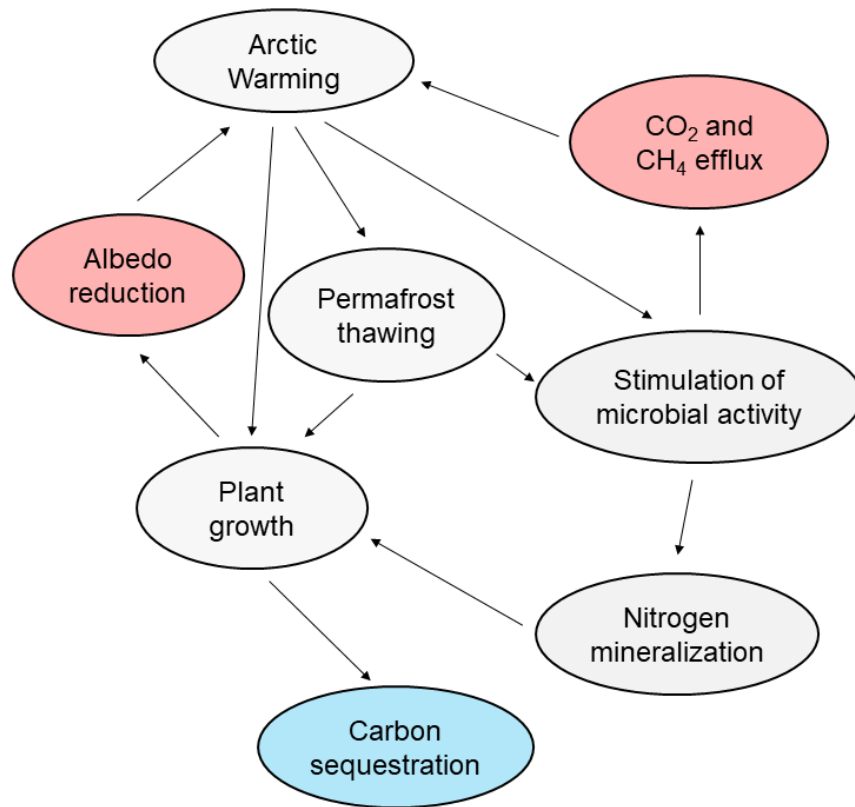 Arctic
Warming
CO₂ and
CH₄ efflux
Albedo
reduction
Permafrost
thawing
Stimulation of
microbial activity
Plant
growth
Nitrogen
mineralization
Carbon
sequestration